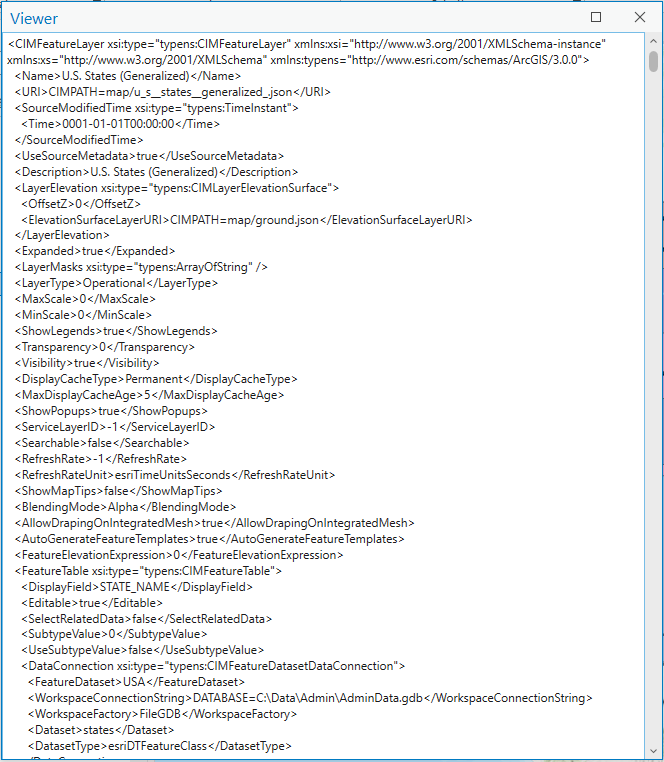 Viewer
<CIMFeatureLayer xsi:type="typens:CIMFeatureLayer" xmlns:xsi="http://www.w3.org/2001/XMLSchema-instance"
xmlns:xs="http://www.w3.org/2001/XMLSchema" xmlns:typens="http://www.esri.com/schemas/ArcGIS/3.0.0">
<Name>U.S. States (Generalized)</Name>
<URI>CIMPATH=map/u_s__states__generalized_.json</URI>
<SourceModifiedTime xsi:type="typens:TimeInstant">
<Time>0001-01-01T00:00:00</Time>
</SourceModifiedTime>
<UseSourceMetadata>true</UseSourceMetadata>
<Description>U.S. States (Generalized)</Description>
<LayerElevation xsi:type="typens:CIMLayerElevationSurface">
<OffsetZ>0</OffsetZ>
<ElevationSurfaceLayerURI>CIMPATH=map/ground.json</ElevationSurfaceLayerURI>
</LayerElevation>
<Expanded>true</Expanded>
<LayerMasks xsi:type="typens:ArrayOfString" />
<LayerType>Operational</LayerType>
<MaxScale>0</MaxScale>
<MinScale>0</MinScale>
<ShowLegends>true</ShowLegends>
<Transparency>0</Transparency>
<Visibility>true</Visibility>
<DisplayCacheType>Permanent</DisplayCacheType>
<MaxDisplayCacheAge>5</MaxDisplayCacheAge>
<ShowPopups>true</ShowPopups>
<ServiceLayerID>-1</ServiceLayerID>
<Searchable>false</Searchable>
<RefreshRate>-1</RefreshRate>
<RefreshRateUnit>esriTimeUnitsSeconds</RefreshRateUnit>
<ShowMapTips>false</ShowMapTips>
<BlendingMode>Alpha</BlendingMode>
<AllowDrapingOnIntegratedMesh>true</AllowDrapingOnIntegratedMesh>
<AutoGenerateFeatureTemplates>true</AutoGenerateFeatureTemplates>
<FeatureElevationExpression>0</FeatureElevationExpression>
<FeatureTable xsi:type="typens:CIMFeatureTable">
<DisplayField>STATE_NAME</DisplayField>
<Editable>true</Editable>
<SelectRelatedData>false</SelectRelatedData>
<SubtypeValue>0</SubtypeValue>
<UseSubtypeValue>false</UseSubtypeValue>
<DataConnection xsi:type="typens:CIMFeatureDatasetDataConnection">
<FeatureDataset>USA</FeatureDataset>
<WorkspaceConnectionString>DATABASE=C:\Data\Admin\AdminData.gdb</WorkspaceConnectionString>
<WorkspaceFactory>FileGDB</WorkspaceFactory>
<Dataset>states</Dataset>
<DatasetType>esriDTFeatureClass</DatasetType>